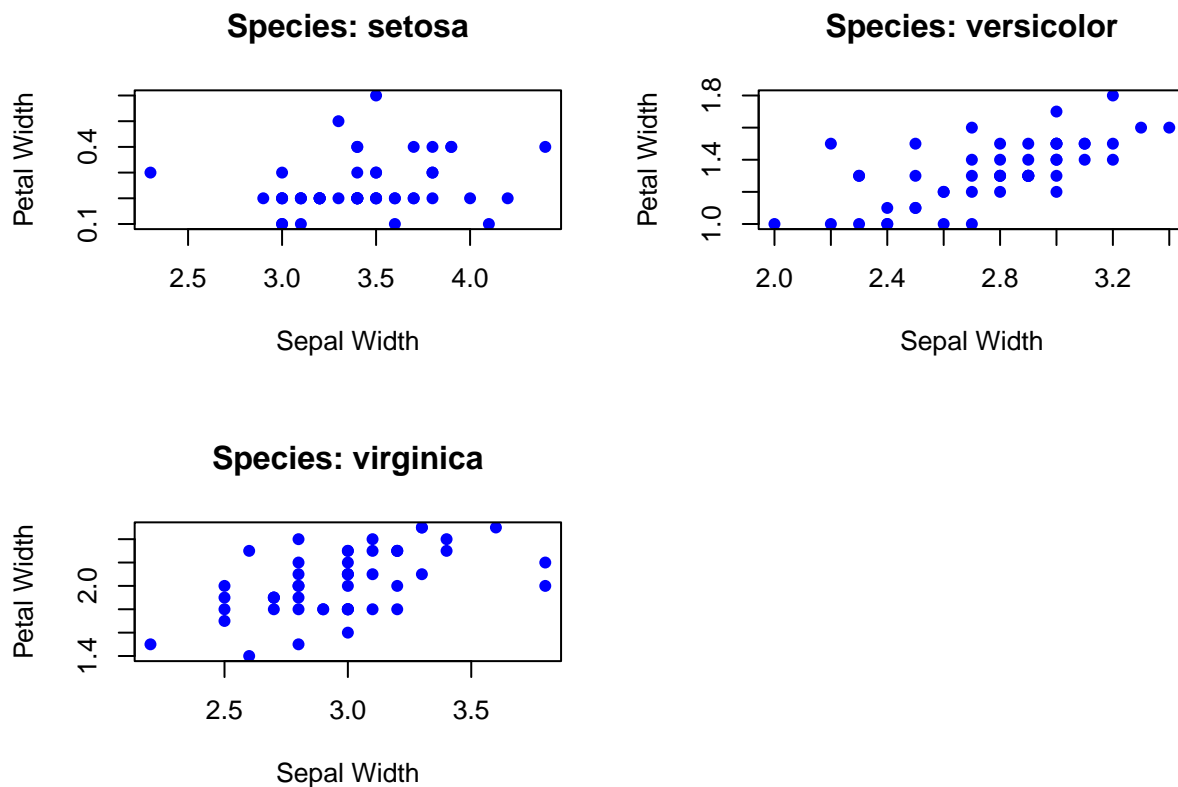 Species: setosa
Petal Width
0.4
0.1
2.5 3.0 3.5 4.0
Sepal Width
Species: versicolor
Petal Width
1.8
1.4
1.0
2.0 2.4 2.8 3.2
Sepal Width
Species: virginica
Petal Width
2.0
1.4
2.5 3.0 3.5
Sepal Width